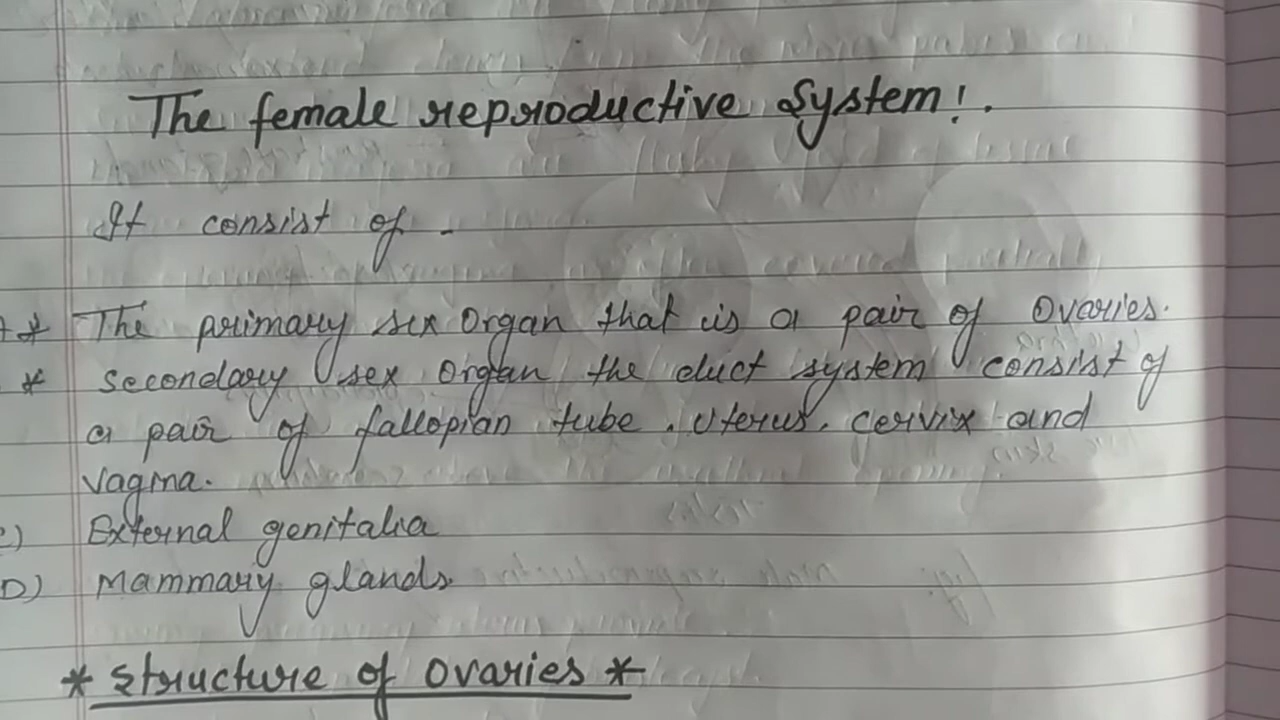 The female reproductive System!.
It consist of -
* The primary sex Organ that is a pair of Ovaries.
* Secondary sex Organ the duct system consist of
a pair of fallopian tube, Uterus, cervix and
vagina.
C) External genitalia
D) Mammary glands
* Structure of Ovaries *